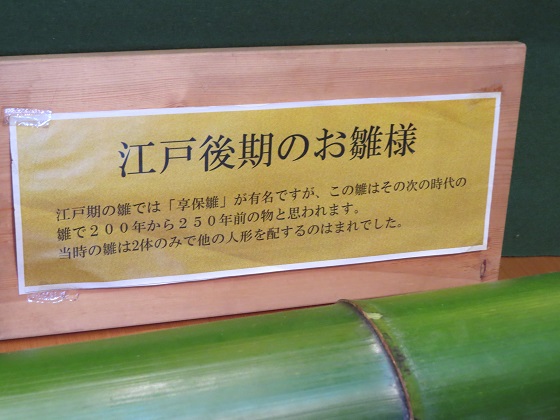 江戸後期のお雛様
江戸期の雛では「享保雛」が有名ですが、この雛はその次の時代の
雛で２００年から２５０年前の物と思われます。
当時の雛は2体のみで他の人形を配するのはまれでした。